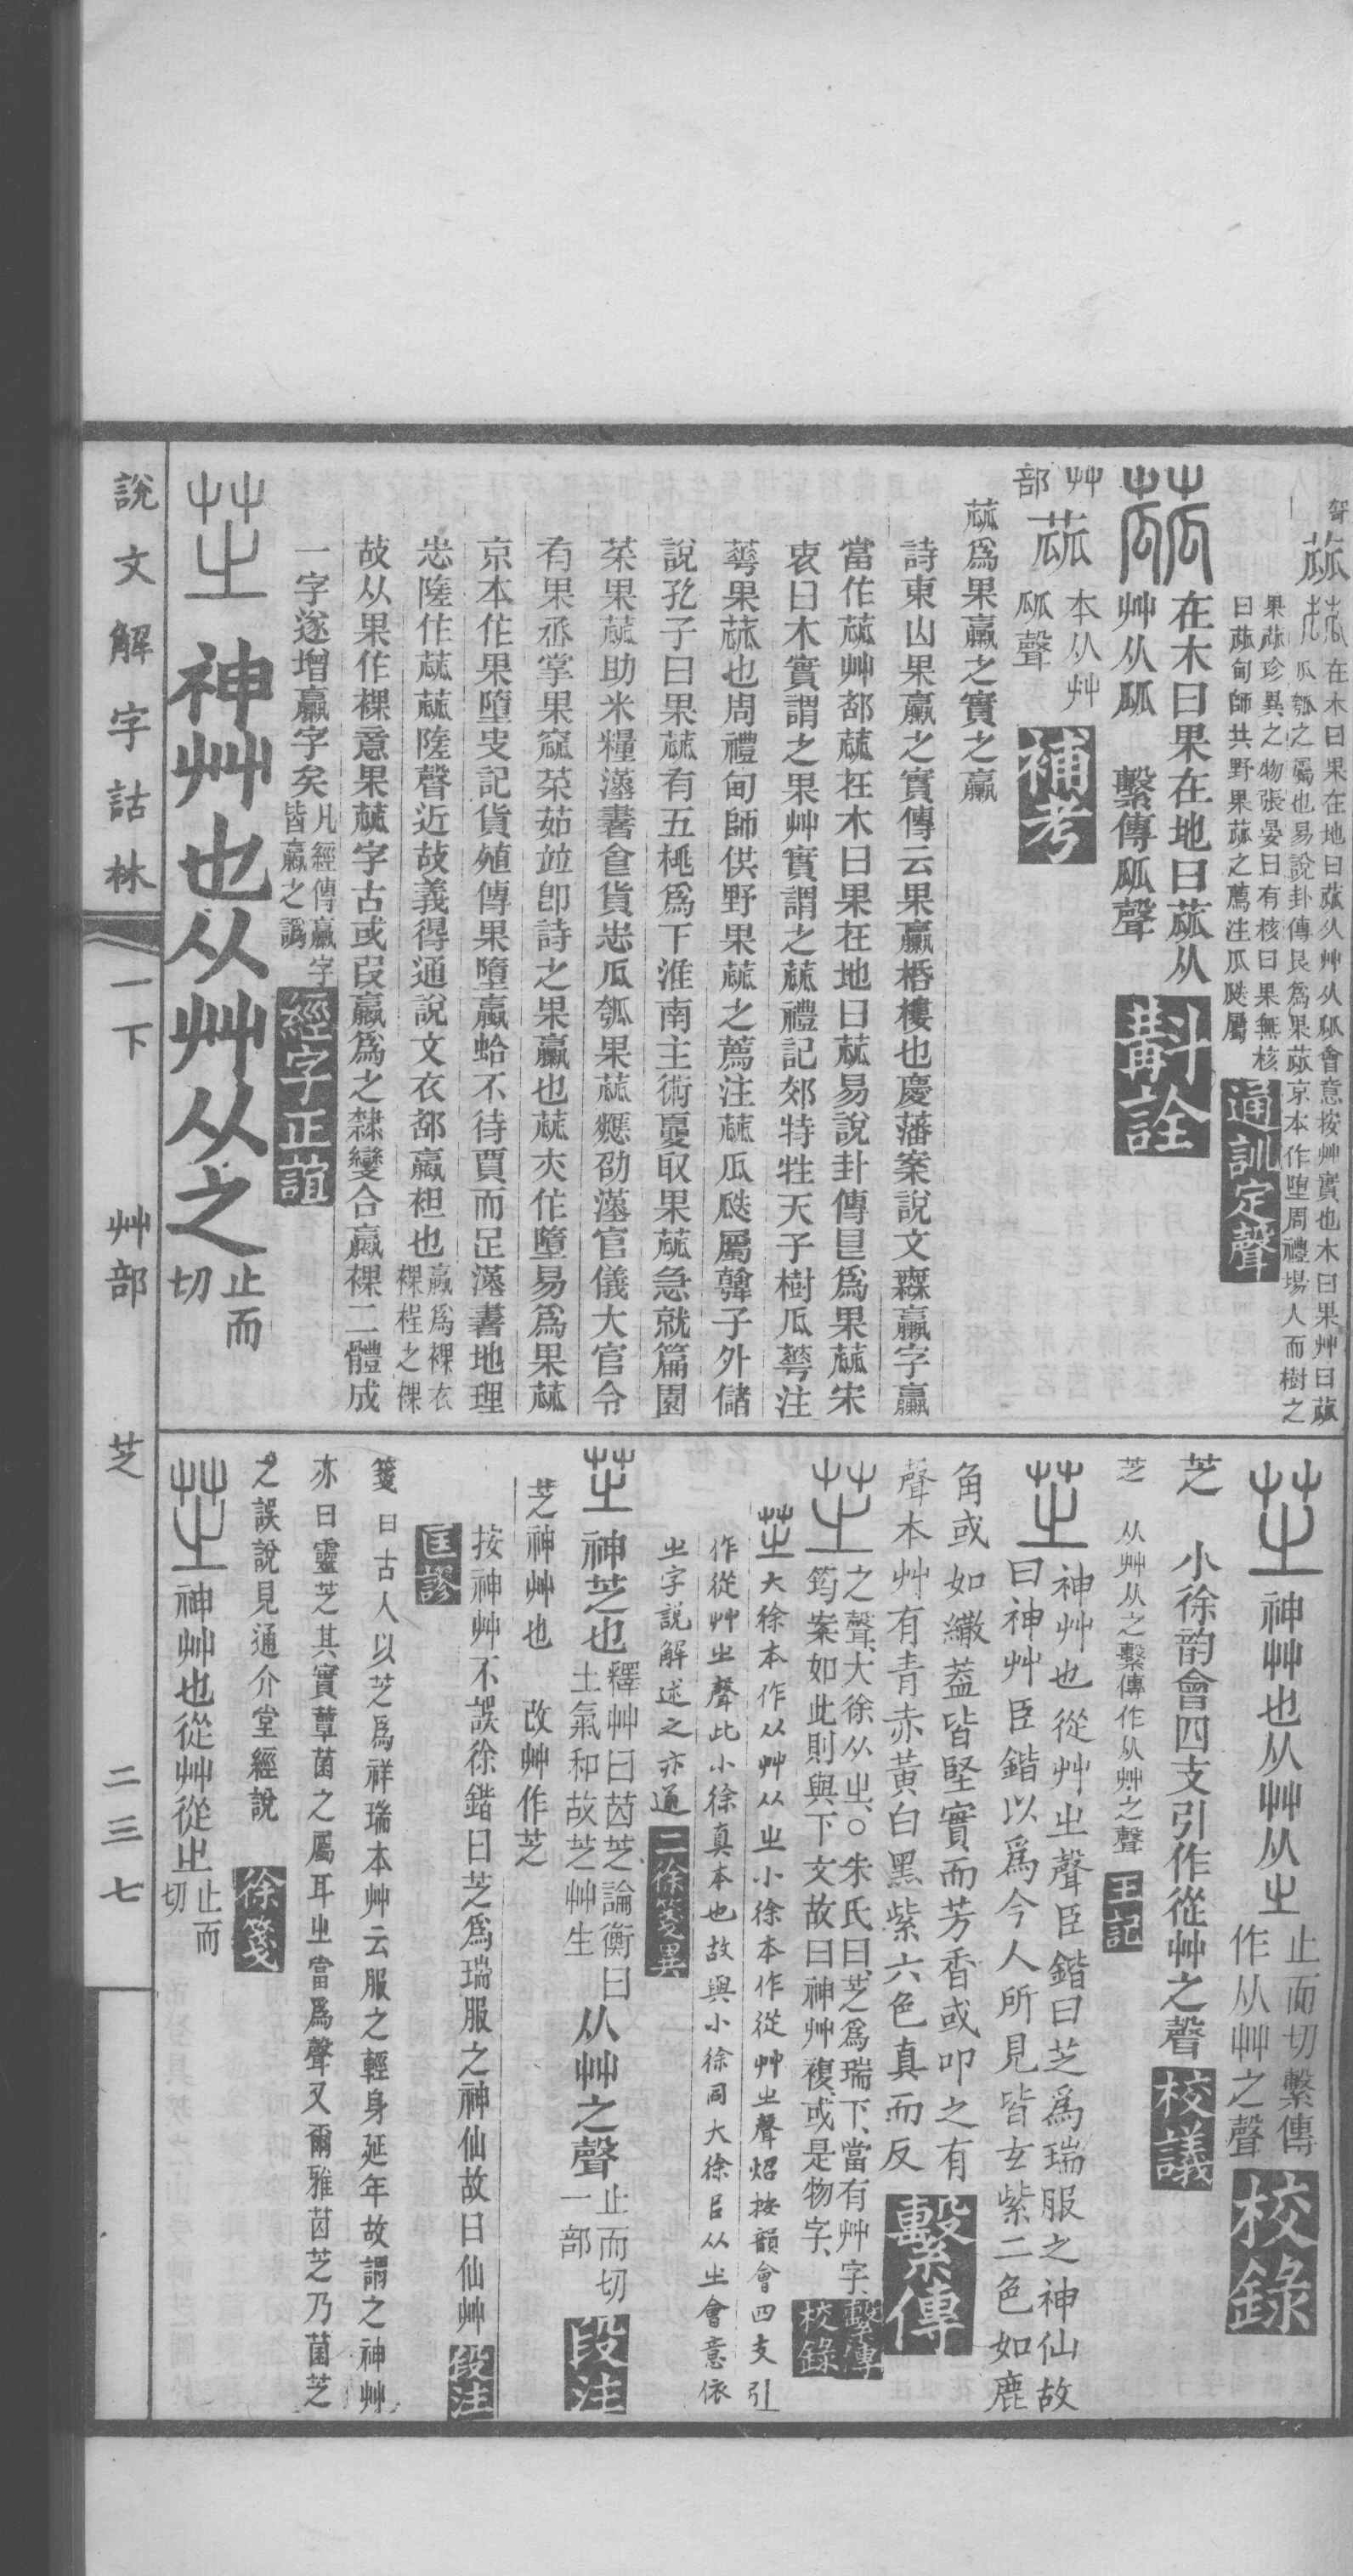 蓏
在木曰果在地曰蓏从艸从㼌會意按艸實也木曰果艸曰蓏
瓜瓠之屬也易說卦傳艮爲果蓏京本作墮周禮場人而樹之
果蓏珍異之物張晏曰有核曰果無核
曰蓏甸師共野果蓏之薦注瓜瓞屬
通訓定聲
在木曰果在地曰蓏从
艸从㼌 繫傳㼌聲
斠詮
艸部
蓏
本从艸
㼌聲
補考
蓏爲果蠃之實之蠃
詩東山果蠃之實傳云果蠃栝樓也慶藩案說文無蠃字蠃
當作蓏艸部蓏在木曰果在地曰蓏易說卦傳艮爲果蓏宋
衷曰木實謂之果艸實謂之蓏禮記郊特牲天子樹瓜華注
華果蓏也周禮甸師供野果蓏之薦注蓏瓜瓞屬韓子外儲
說孔子曰果蓏有五桃爲下淮南主術夏取果蓏急就篇園
菜果蓏助米糧漢書食貨志瓜瓠果蓏應劭漢官儀大官令
有果丞掌果窳菜茹竝卽詩之果蠃也蓏亦作墮易爲果蓏
京本作果墮史記貨殖傳果墮蠃蛤不待賈而足漢書地理
志隓作蓏蓏隓聲近故義得通說文衣部臝袒也
臝爲裸衣
裸裎之裸
故从果作裸意果蓏字古或叚臝爲之隸變合臝裸二體成
一字遂增蠃字矣
凡經傳蠃字
皆臝之譌
經字正誼
神艸也从艸从之
止而
切
神艸也从艸从㞢
止而切繫傳
作从艸之聲
校錄
芝 小徐韵會四支引作從艸之聲
校議
芝 从艸从之繫傳作从艸之聲
王記
神艸也從艸㞢聲臣鍇曰芝爲瑞服之神仙故
曰神艸臣鍇以爲今人所見皆玄紫二色如鹿
角或如繖葢皆堅實而芳香或叩之有
聲本艸有青赤黃白黑紫六色真而反
繫傳
之聲大徐从㞢○朱氏曰芝爲瑞下當有艸字
筠案如此則與下文故曰神艸複或是物字
繫傳
校錄
大徐本作从艸从㞢小徐本作從艸㞢聲炤按韻會四支引
作從艸㞢聲此小徐真本也故與小徐同大徐㠯从㞢會意依
㞢字說解述之亦通
二徐箋異
神芝也
釋艸曰茵芝論衡曰
土氣和故芝艸生
从艸之聲
止而切
一部
段注
芝神艸也 改艸作芝
按神艸不誤徐鍇曰芝爲瑞服之神仙故曰仙艸
段注
匡謬
箋曰古人以芝爲祥瑞本艸云服之輕身延年故謂之神艸
亦曰靈芝其實蕈菌之屬耳㞢當爲聲又爾雅茵芝乃菌芝
之誤說見通介堂經說
徐箋
神艸也從艸從㞢
止而
切
說文解字詁林
一下
艸部
芝
二三七